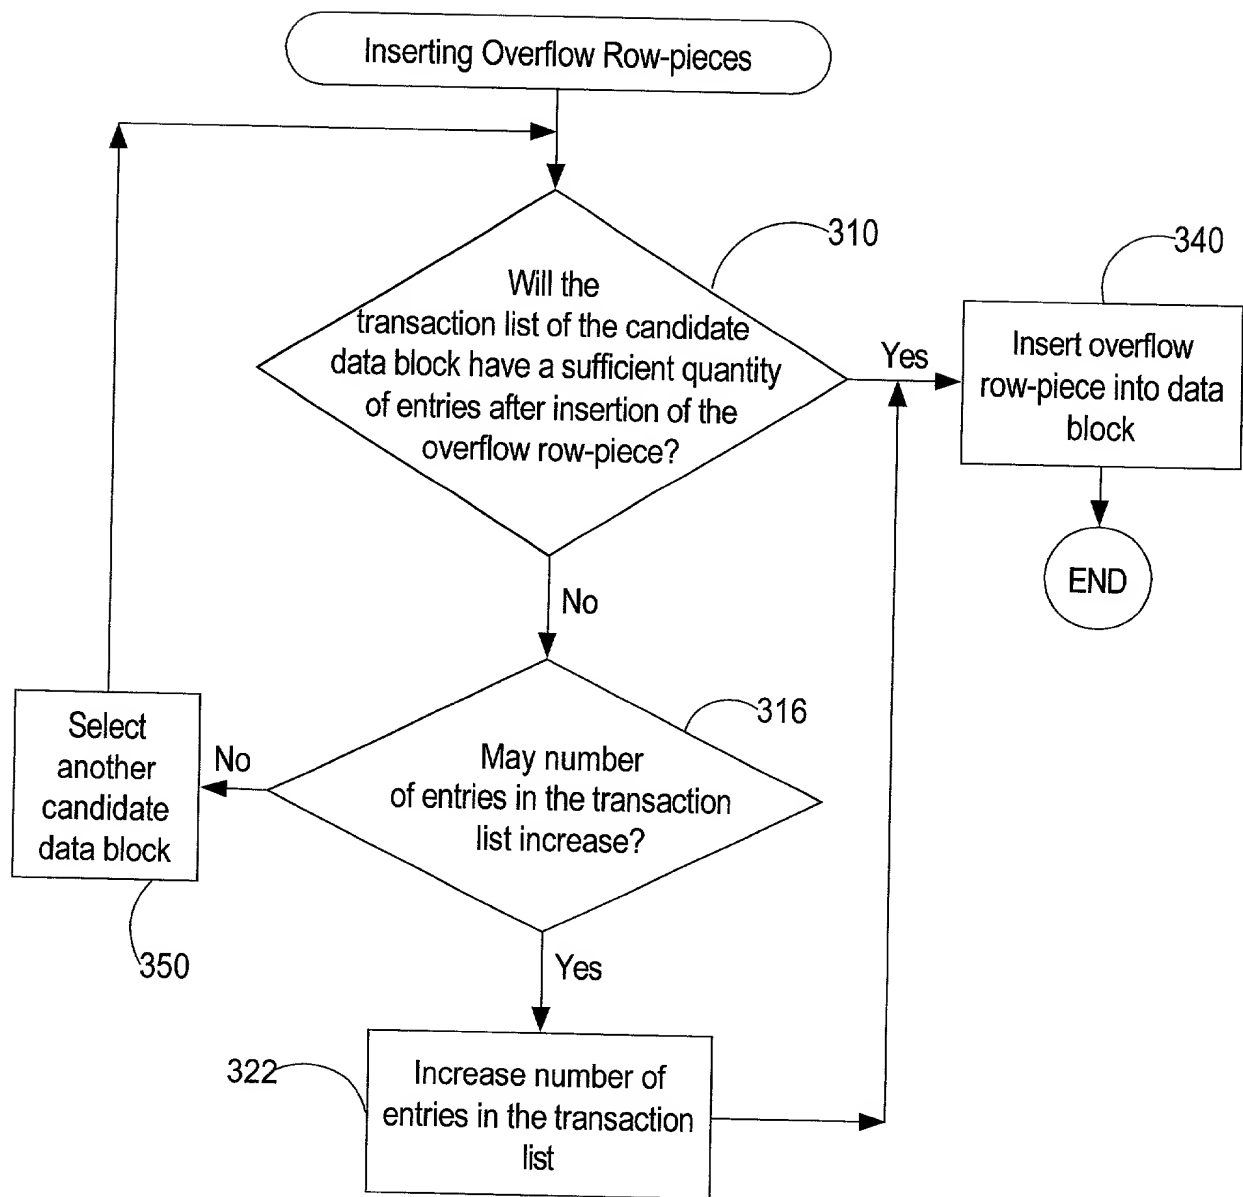 Inserting Overflow Row-pieces
310
Will the
transaction list of the candidate
data block have a sufficient quantity
of entries after insertion of the
overflow row-piece?
Yes
340
Insert overflow
row-piece into data
block
END
No
316
May number
of entries in the transaction
list increase?
No
Select
another
candidate
data block
350
Yes
322
Increase number of
entries in the transaction
list